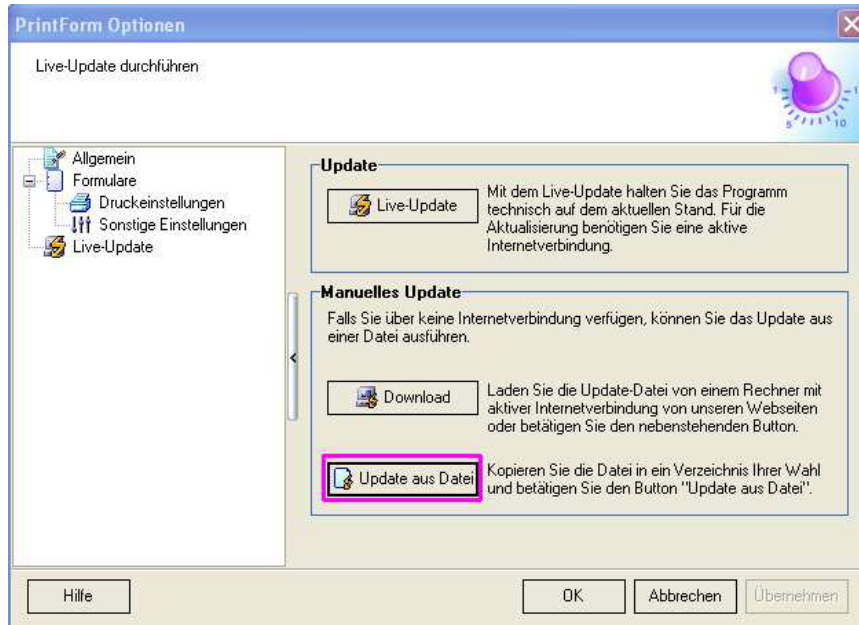 PrintForm Optionen
Live-Update durchführen
1
5
10
1
Allgemein
Formulare
Druckeinstellungen
Sonstige Einstellungen
Live-Update
Update
Live-Update
Mit dem Live-Update halten Sie das Programm
technisch auf dem aktuellen Stand. Für die
Aktualisierung benötigen Sie eine aktive
Internetverbindung.
Manuelles Update
Falls Sie über keine Internetverbindung verfügen, können Sie das Update aus
einer Datei ausführen.
<
Download
Laden Sie die Update-Datei von einem Rechner mit
aktiver Internetverbindung von unseren Webseiten
oder betätigen Sie den nebenstehenden Button.
Update aus Datei
Kopieren Sie die Datei in ein Verzeichnis Ihrer Wahl
und betätigen Sie den Button "Update aus Datei".
Hilfe
OK
Abbrechen
Übernehmen